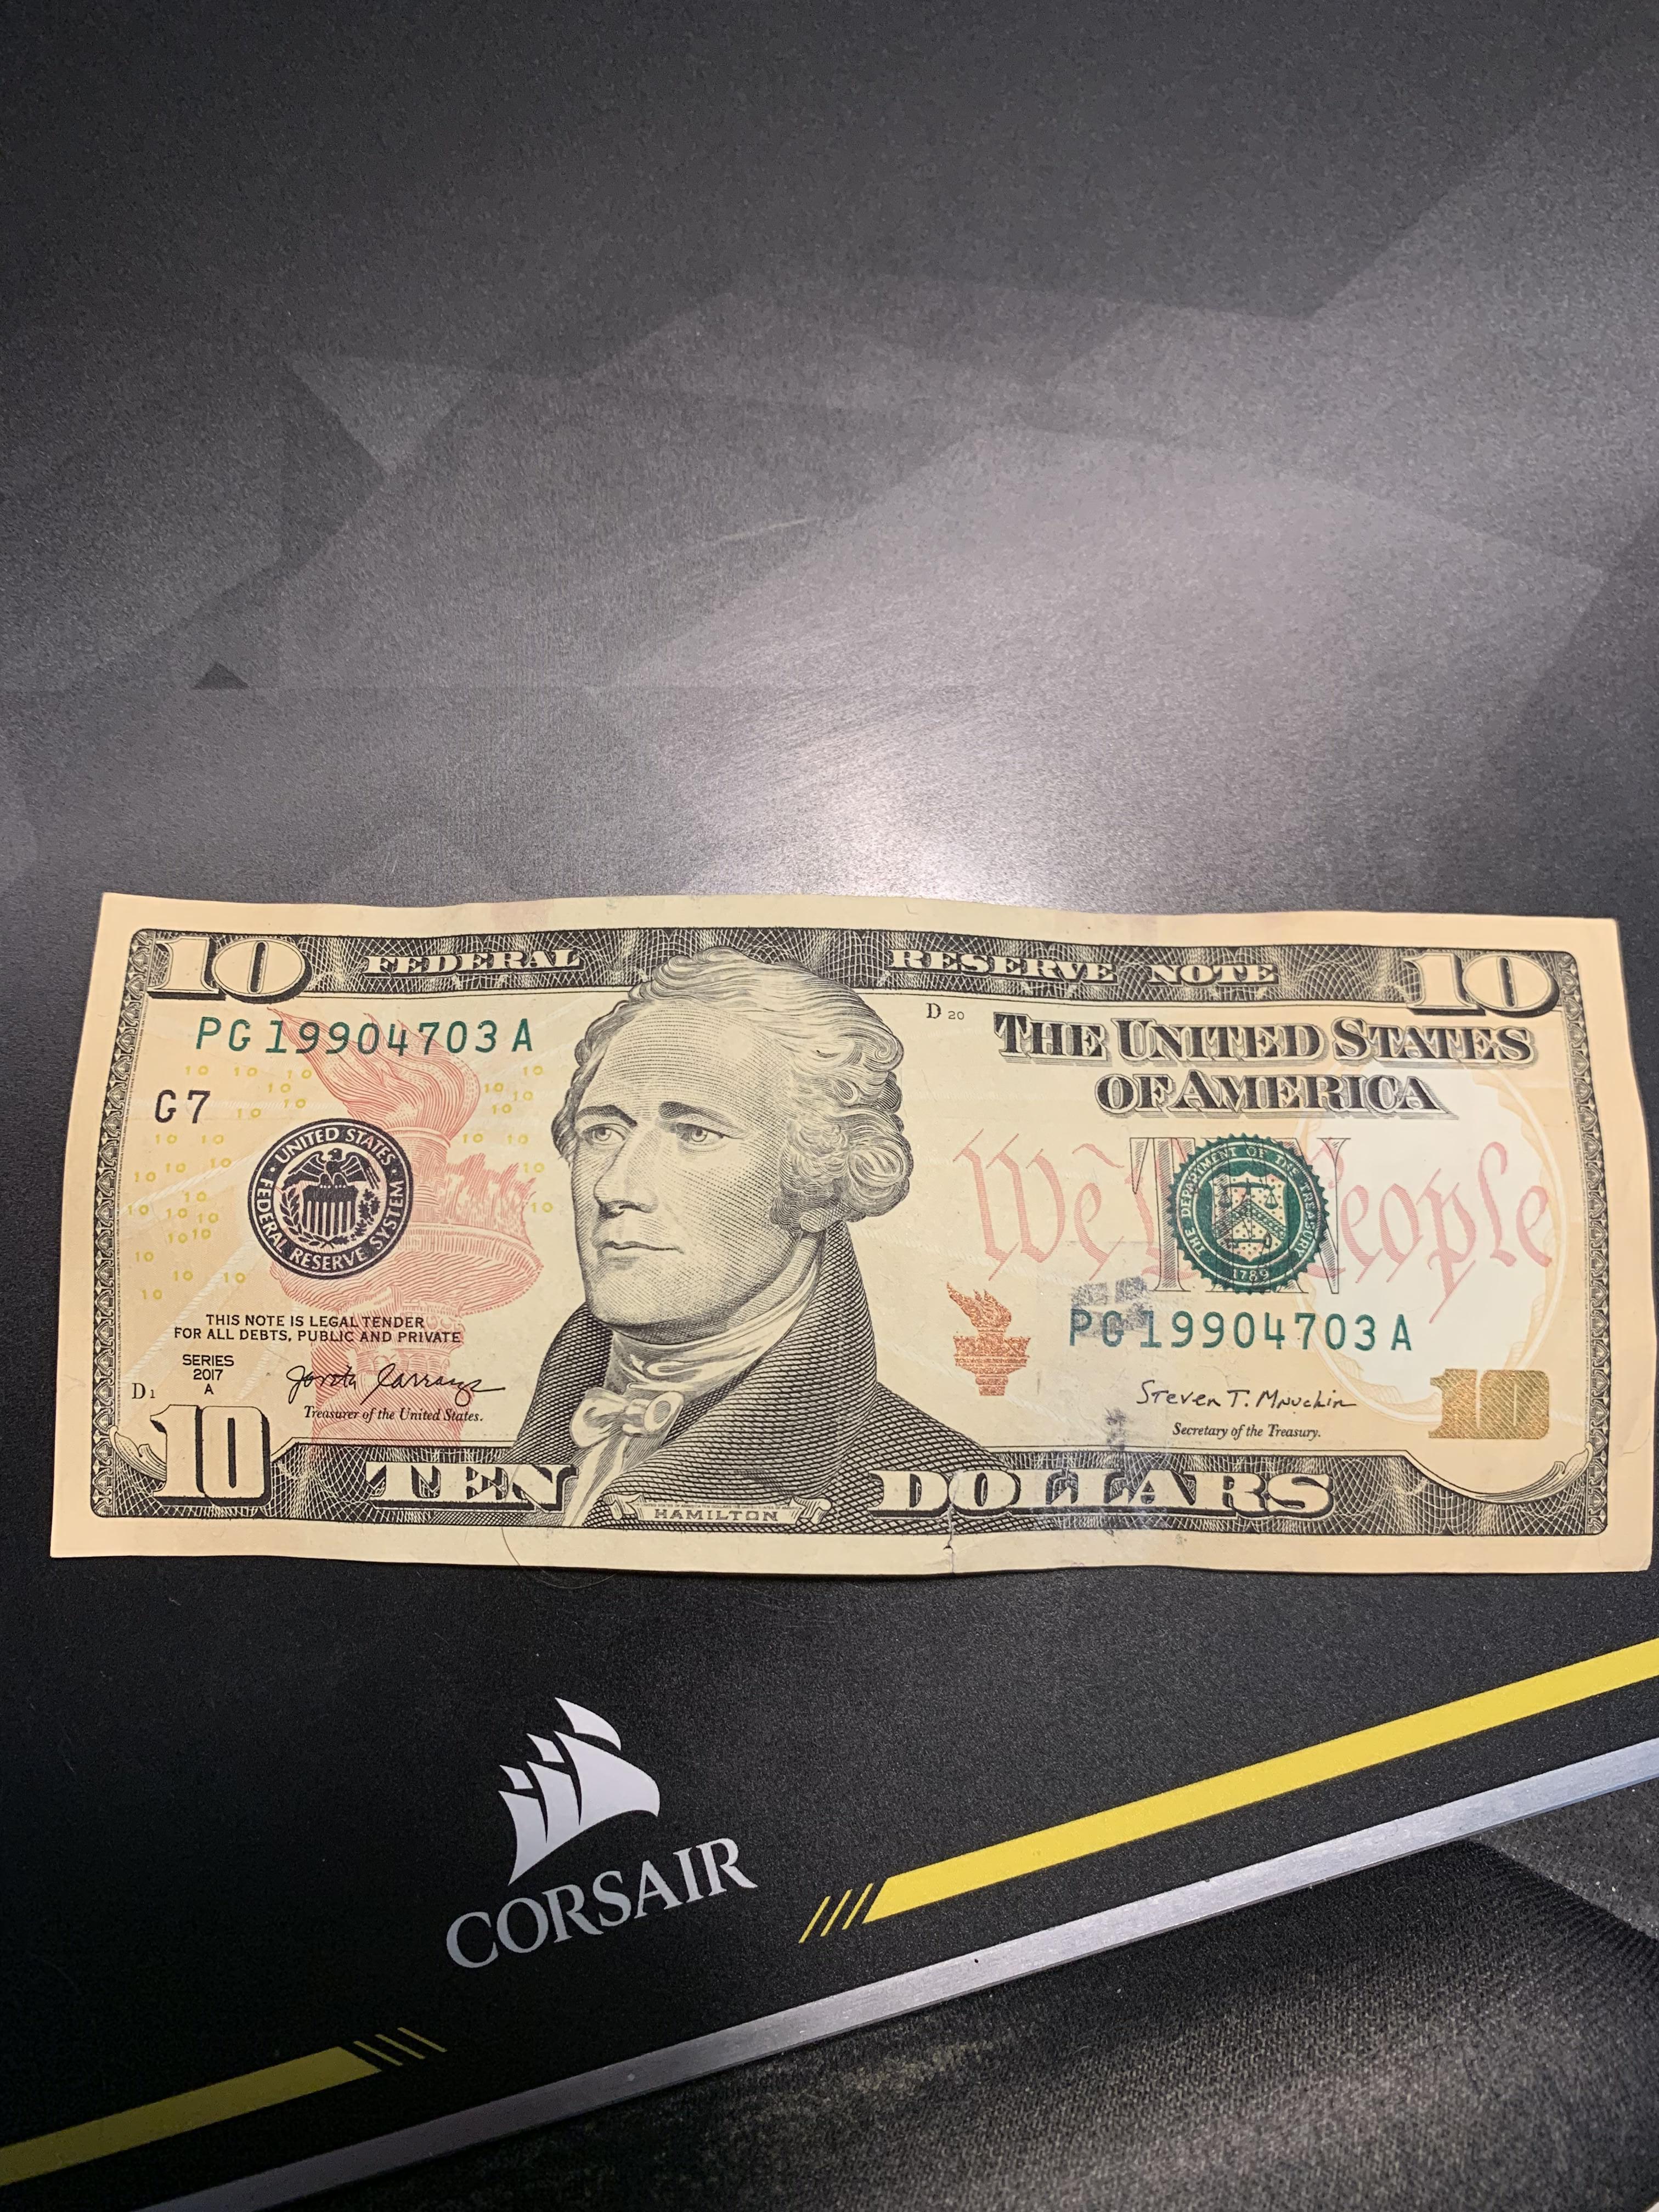 10 FEDERAL RESERVE NOTE 10
PG 19904703 A
D 20
THE UNITED STATES
OF AMERICA
G7
UNITED STATES FEDERAL RESERVE SYSTEM
We the People
TEN
THE DEPARTMENT OF THE TREASURY
1789
PG 19904703 A
THIS NOTE IS LEGAL TENDER
FOR ALL DEBTS, PUBLIC AND PRIVATE
SERIES
2017
A
D1
Treasurer of the United States.
Steven T. Mnuchin
Secretary of the Treasury.
10
10
TEN DOLLARS
HAMILTON
CORSAIR